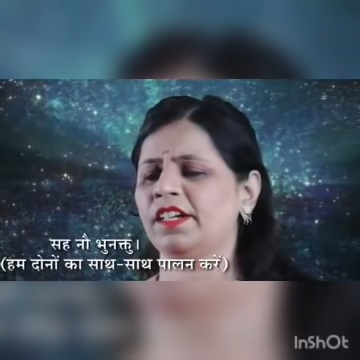 सह नौ भुनक्तु।
(हम दोनों का साथ-साथ पालन करें)
InShOt